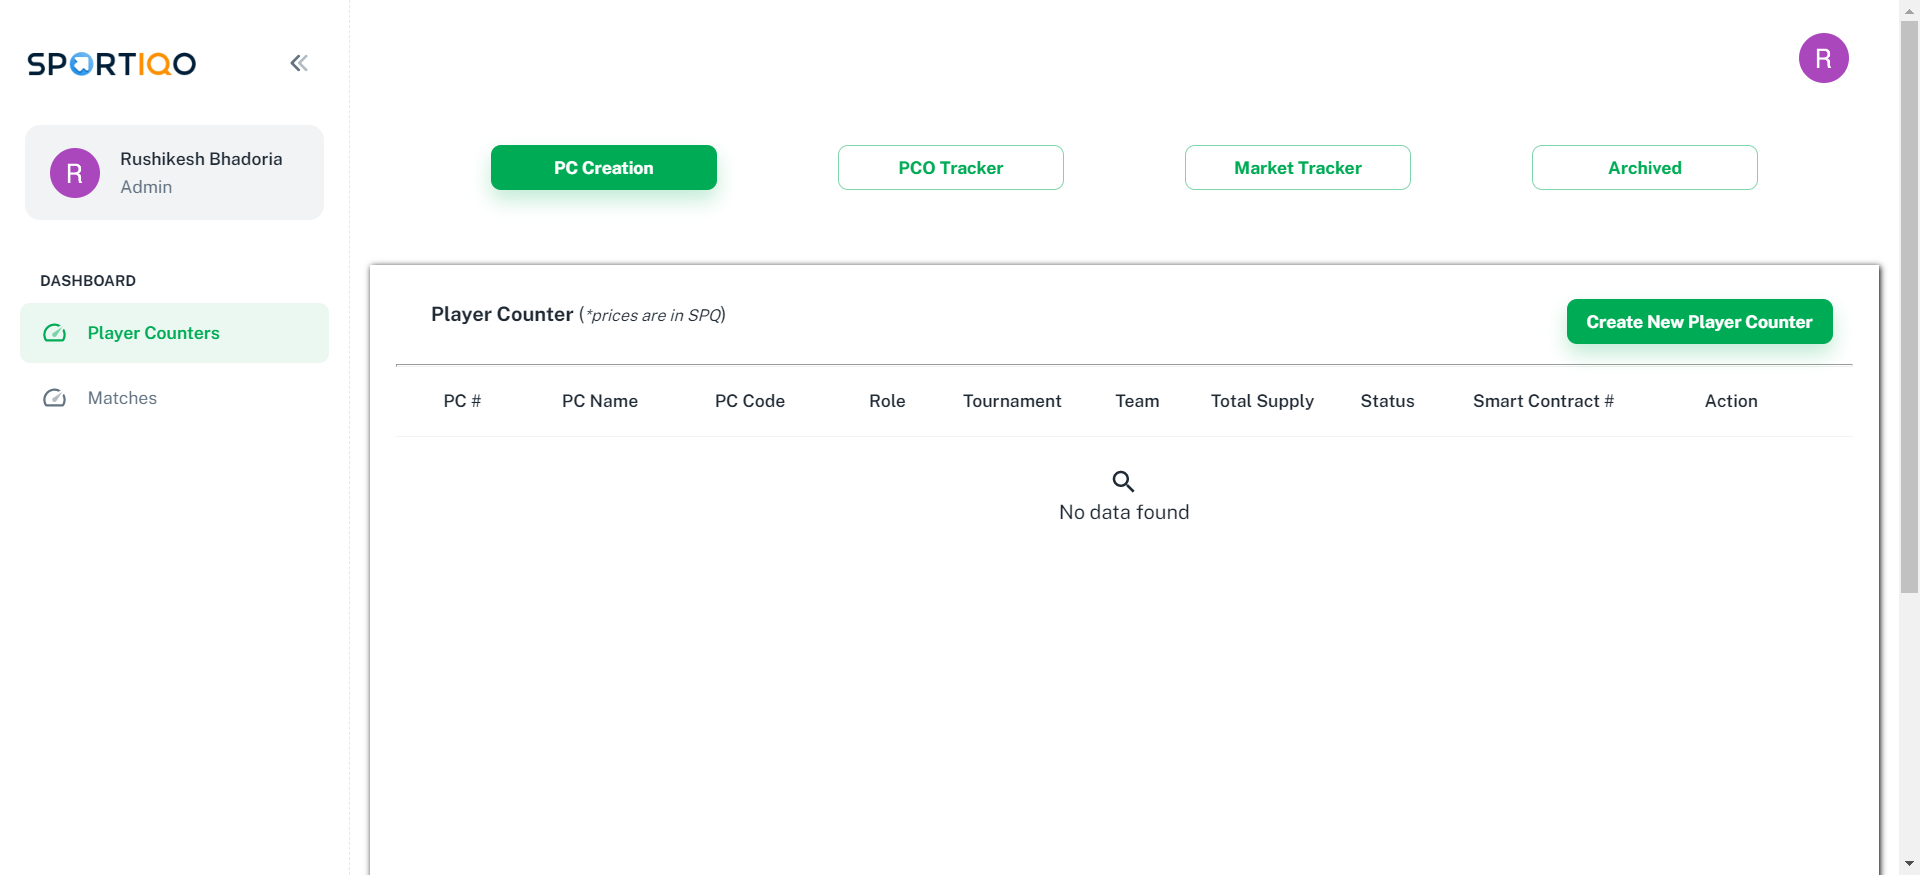 SPORTIQO
R
R
Rushikesh Bhadoria
Admin
DASHBOARD
Player Counters
Matches
PC Creation
PCO Tracker
Market Tracker
Archived
Player Counter (*prices are in SPQ)
Create New Player Counter
PC # PC Name PC Code Role Tournament Team Total Supply Status Smart Contract # Action
No data found